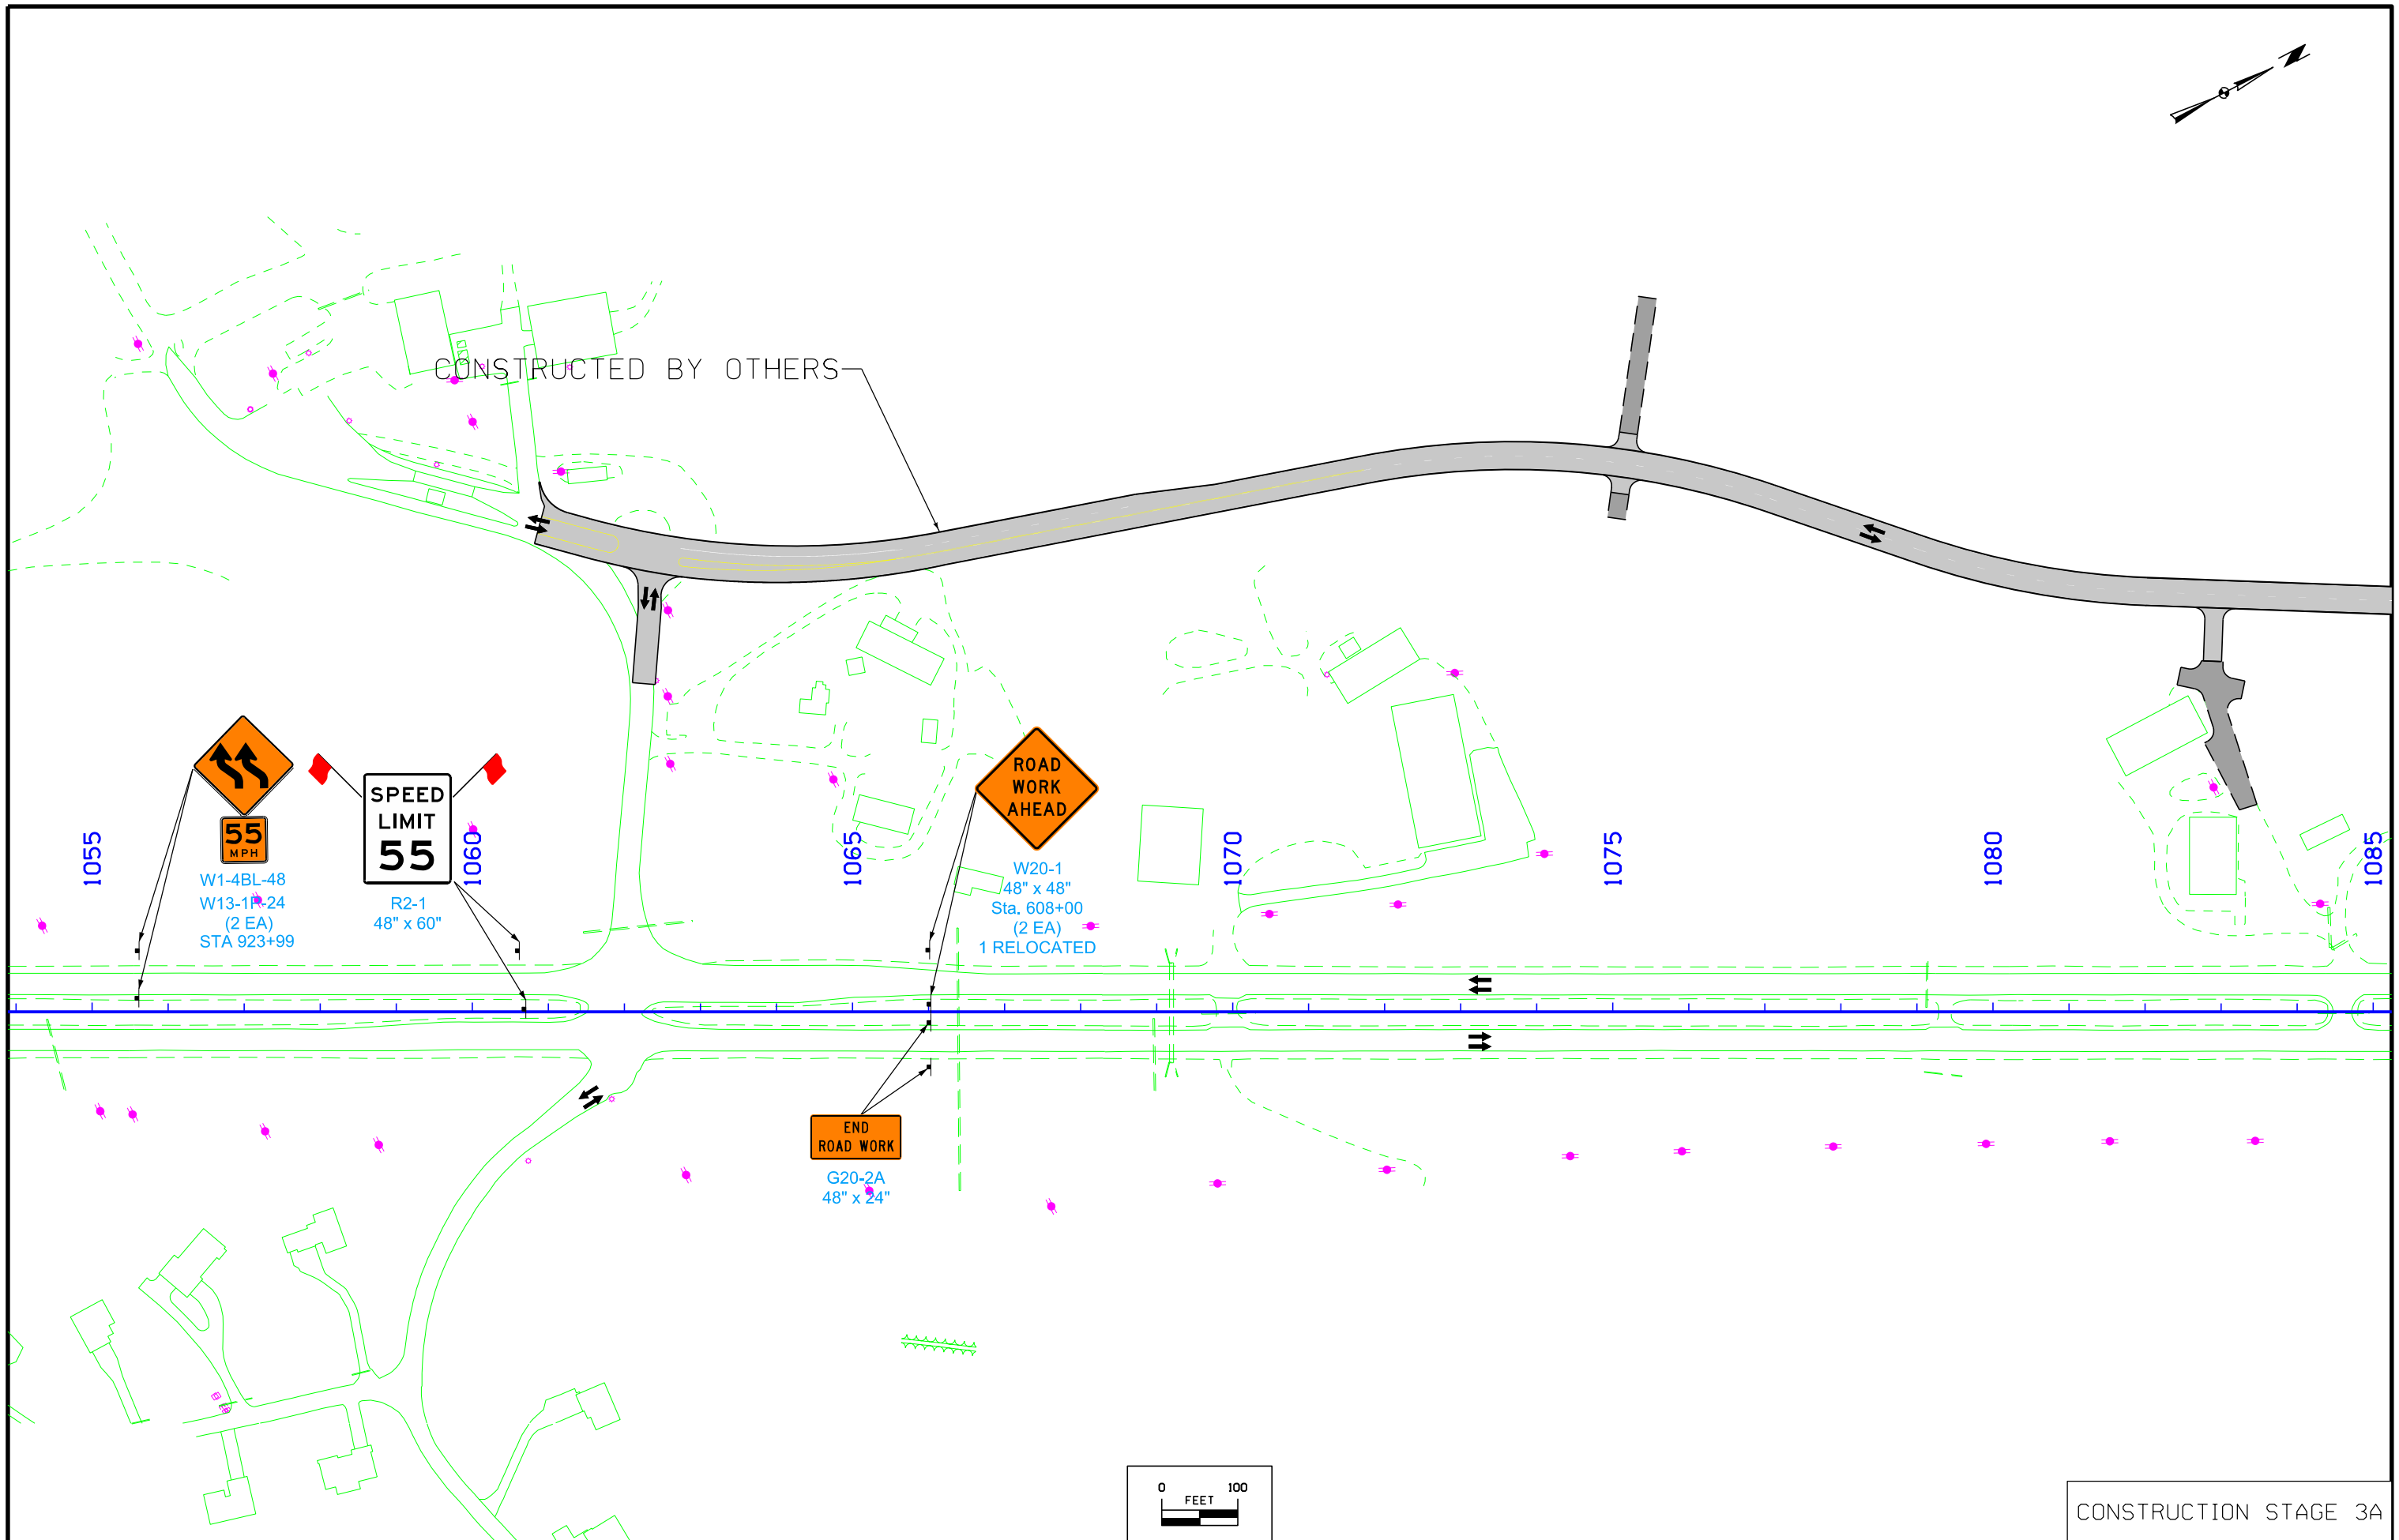 N
CONSTRUCTED BY OTHERS
55
MPH
W1-4BL-48
W13-1P-24
(2 EA)
STA 923+99
SPEED
LIMIT
55
R2-1
48" x 60"
ROAD
WORK
AHEAD
W20-1
48" x 48"
Sta. 608+00
(2 EA)
1 RELOCATED
1055
1060
1065
1070
1075
1080
1085
END
ROAD WORK
G20-2A
48" x 24"
0 100
FEET
CONSTRUCTION STAGE 3A